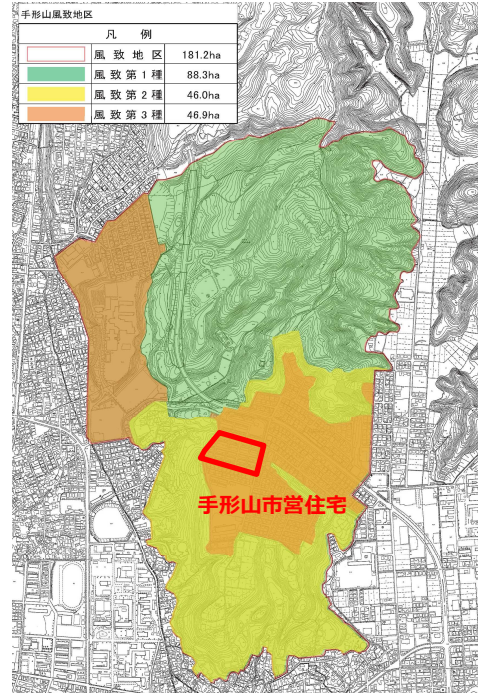 手形山風致地区
凡例
風致地区 181.2ha
風致第1種 88.3ha
風致第2種 46.0ha
風致第3種 46.9ha
手形山市営住宅